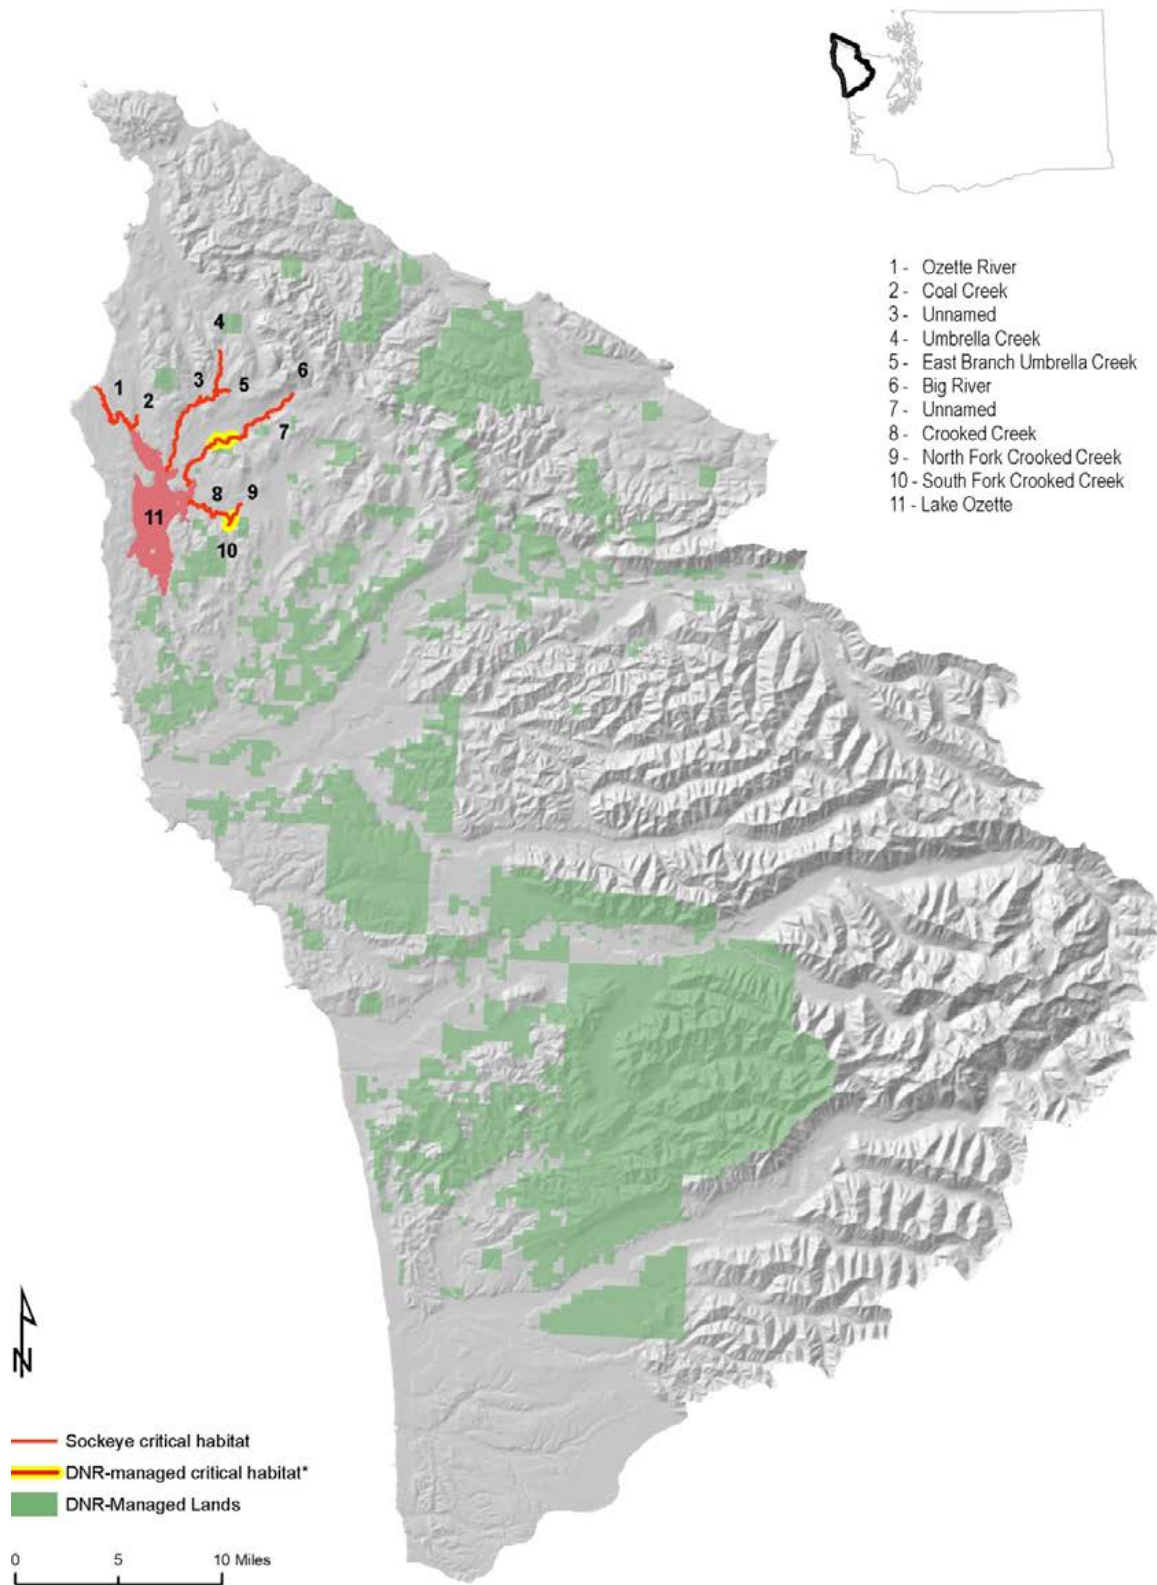 1 - Ozette River
2 - Coal Creek
3 - Unnamed
4 - Umbrella Creek
5 - East Branch Umbrella Creek
6 - Big River
7 - Unnamed
8 - Crooked Creek
9 - North Fork Crooked Creek
10 - South Fork Crooked Creek
11 - Lake Ozette
4
6
3
5
1
2
7
8
9
11
10
N
Sockeye critical habitat
DNR-managed critical habitat*
DNR-Managed Lands
0 5 10 Miles